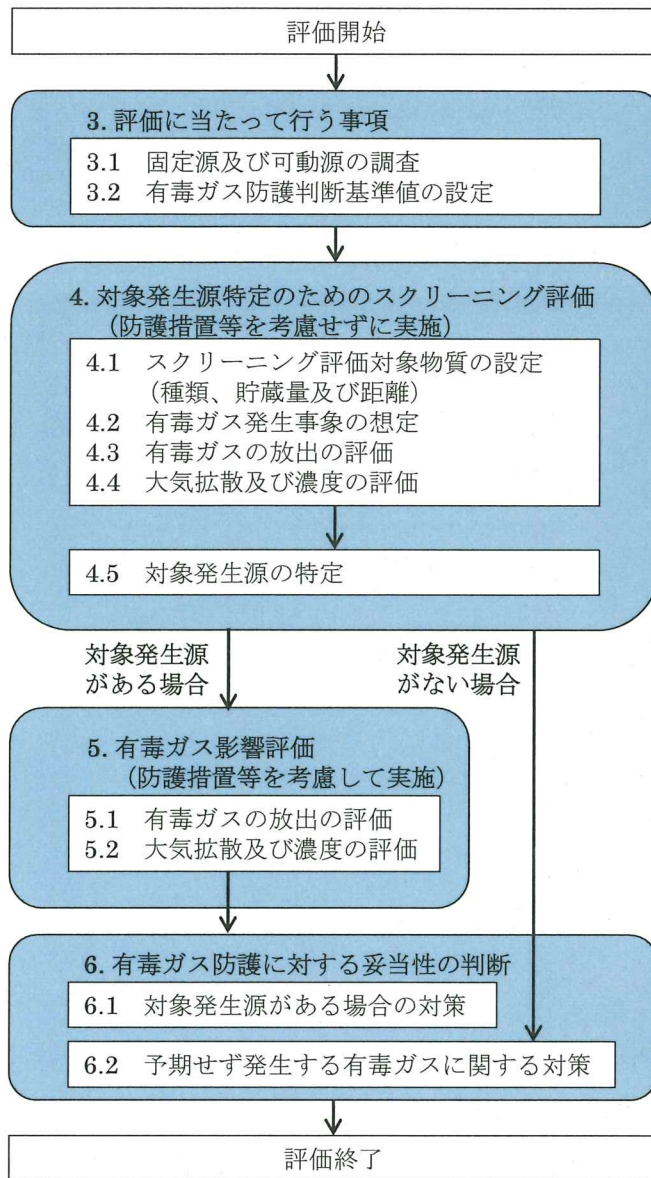 評価開始
3. 評価に当たって行う事項
3.1 固定源及び可動源の調査
3.2 有毒ガス防護判断基準値の設定
4. 対象発生源特定のためのスクリーニング評価
（防護措置等を考慮せずに実施）
4.1 スクリーニング評価対象物質の設定
（種類、貯蔵量及び距離）
4.2 有毒ガス発生事象の想定
4.3 有毒ガスの放出の評価
4.4 大気拡散及び濃度の評価
4.5 対象発生源の特定
対象発生源
がある場合
対象発生源
がない場合
5. 有毒ガス影響評価
（防護措置等を考慮して実施）
5.1 有毒ガスの放出の評価
5.2 大気拡散及び濃度の評価
6. 有毒ガス防護に対する妥当性の判断
6.1 対象発生源がある場合の対策
6.2 予期せず発生する有毒ガスに関する対策
評価終了